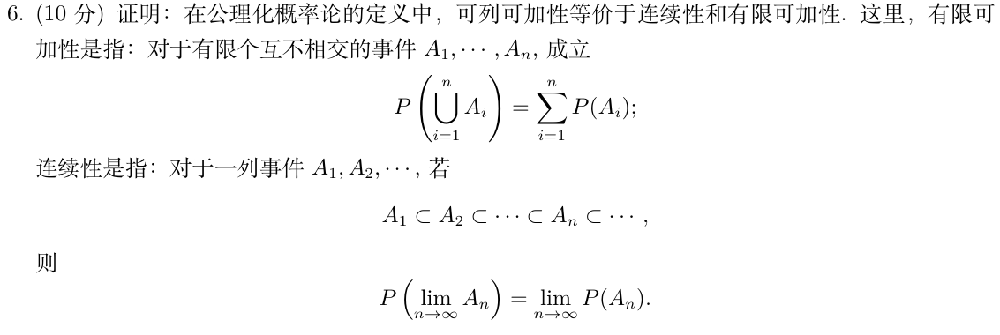 6. (10 分) 证明：在公理化概率论的定义中，可列可加性等价于连续性和有限可加性. 这里，有限可
加性是指：对于有限个互不相交的事件 $A_1, \cdots, A_n$, 成立
$$P\left(\bigcup_{i=1}^{n} A_i\right) = \sum_{i=1}^{n} P(A_i);$$
连续性是指：对于一列事件 $A_1, A_2, \cdots$, 若
$$A_1 \subset A_2 \subset \cdots \subset A_n \subset \cdots,$$
则
$$P\left(\lim_{n\to\infty} A_n\right) = \lim_{n\to\infty} P(A_n).$$